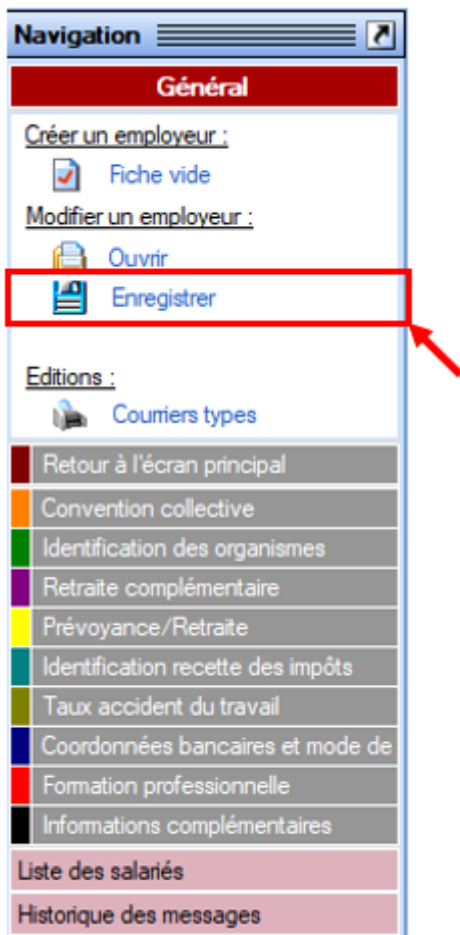 Navigation
Général
Créer un employeur :
Fiche vide
Modifier un employeur :
Ouvrir
Enregistrer
Editions :
Courriers types
Retour à l'écran principal
Convention collective
Identification des organismes
Retraite complémentaire
Prévoyance/Retraite
Identification recette des impôts
Taux accident du travail
Coordonnées bancaires et mode de
Formation professionnelle
Informations complémentaires
Liste des salariés
Historique des messages